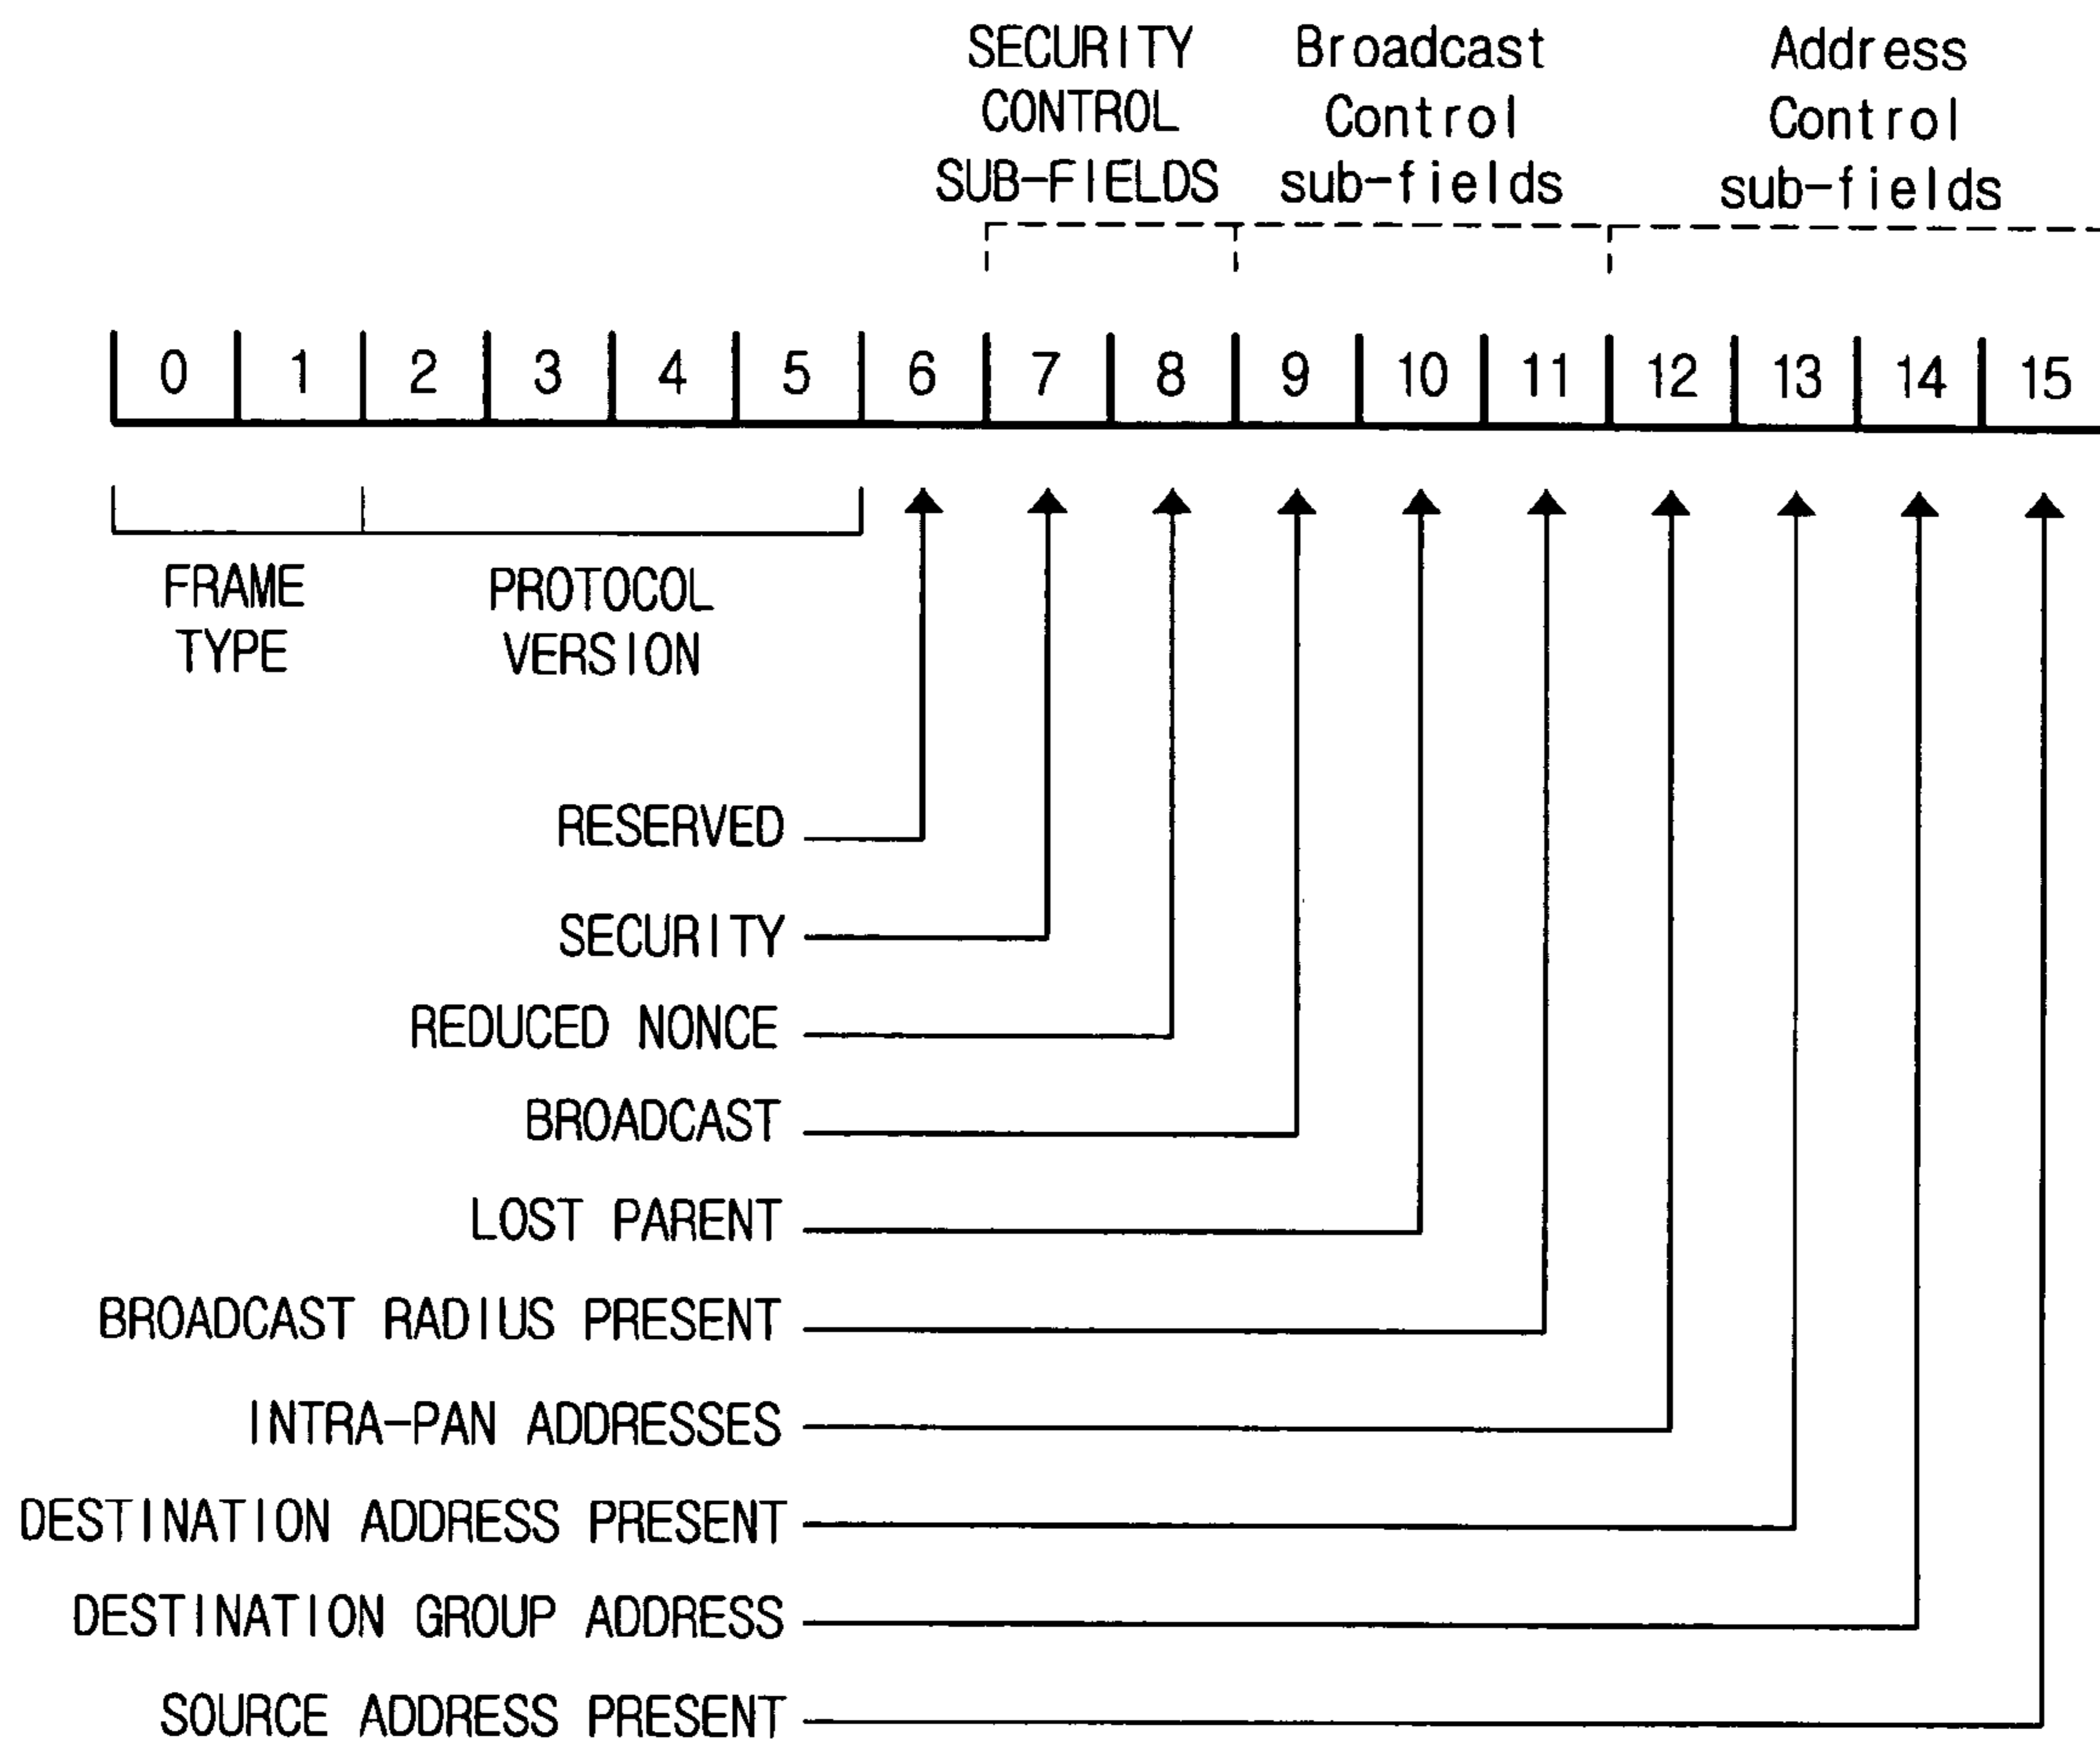 SECURITY Broadcast Address
CONTROL Control Control
SUB-FIELDS sub-fields sub-fields
0 1 2 3 4 5 6 7 8 9 10 11 12 13 14 15
FRAME PROTOCOL
TYPE VERSION
RESERVED
SECURITY
REDUCED NONCE
BROADCAST
LOST PARENT
BROADCAST RADIUS PRESENT
INTRA-PAN ADDRESSES
DESTINATION ADDRESS PRESENT
DESTINATION GROUP ADDRESS
SOURCE ADDRESS PRESENT